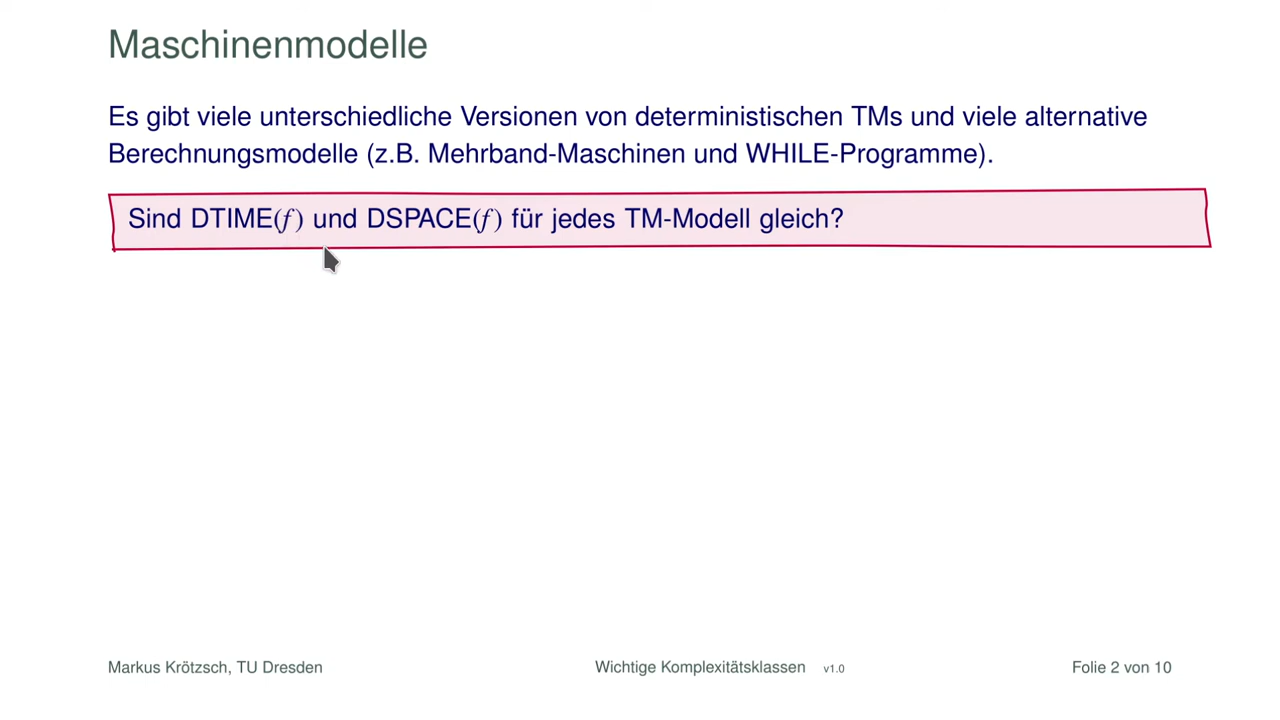 Maschinenmodelle
Es gibt viele unterschiedliche Versionen von deterministischen TMs und viele alternative
Berechnungsmodelle (z.B. Mehrband-Maschinen und WHILE-Programme).
Sind DTIME(f) und DSPACE(f) für jedes TM-Modell gleich?
Markus Krötzsch, TU Dresden
Wichtige Komplexitätsklassen v1.0
Folie 2 von 10